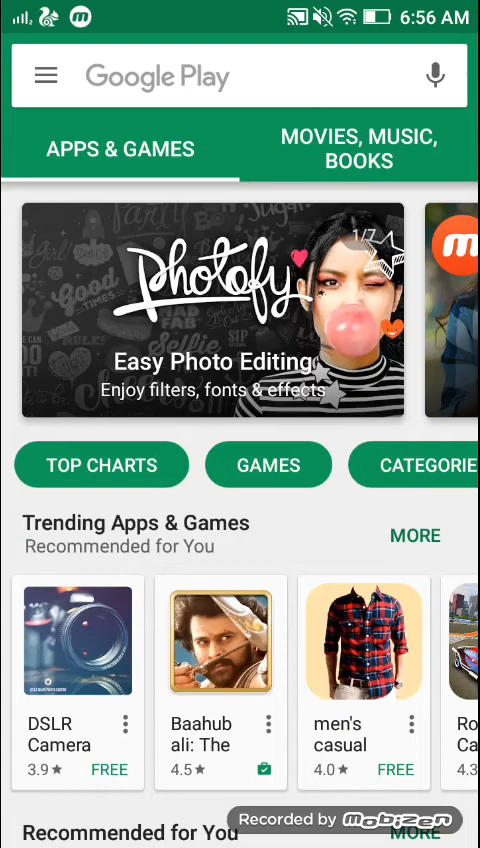 6:56 AM
Google Play
APPS & GAMES
MOVIES, MUSIC,
BOOKS
1/7
photofy
Easy Photo Editing
Enjoy filters, fonts & effects
TOP CHARTS
GAMES
CATEGORIE
Trending Apps & Games
Recommended for You
MORE
DSLR
Camera
3.9
FREE
Baahub
ali: The
4.5
men's
casual
4.0
FREE
Ro
Ca
4.3
Recommended for You
MORE
Recorded by MOBIZEN